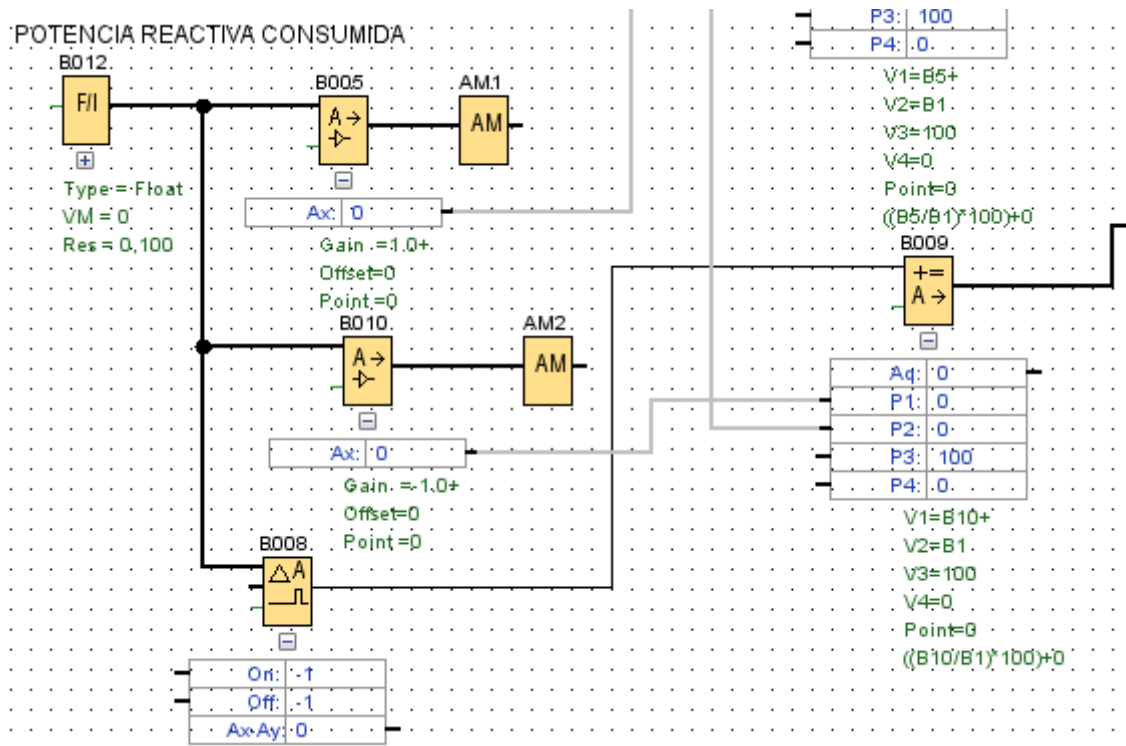 POTENCIA REACTIVA CONSUMIDA
B012
F/I
Type = Float
VM = 0
Res = 0,100
B005
A→
Ax: 0
Gain =1.0+
Offset=0
Point =0
AM1
AM
B010
A→
Ax: 0
Gain =-1.0+
Offset=0
Point =0
AM2
AM
B008
△A
On: -1
Off: -1
Ax-Ay: 0
P3: 100
P4: 0
V1=B5+
V2=B1
V3=100
V4=0
Point=0
((B5/B1)*100)+0
B009
+=
A→
Aq: 0
P1: 0
P2: 0
P3: 100
P4: 0
V1=B10+
V2=B1
V3=100
V4=0
Point=0
((B10/B1)*100)+0